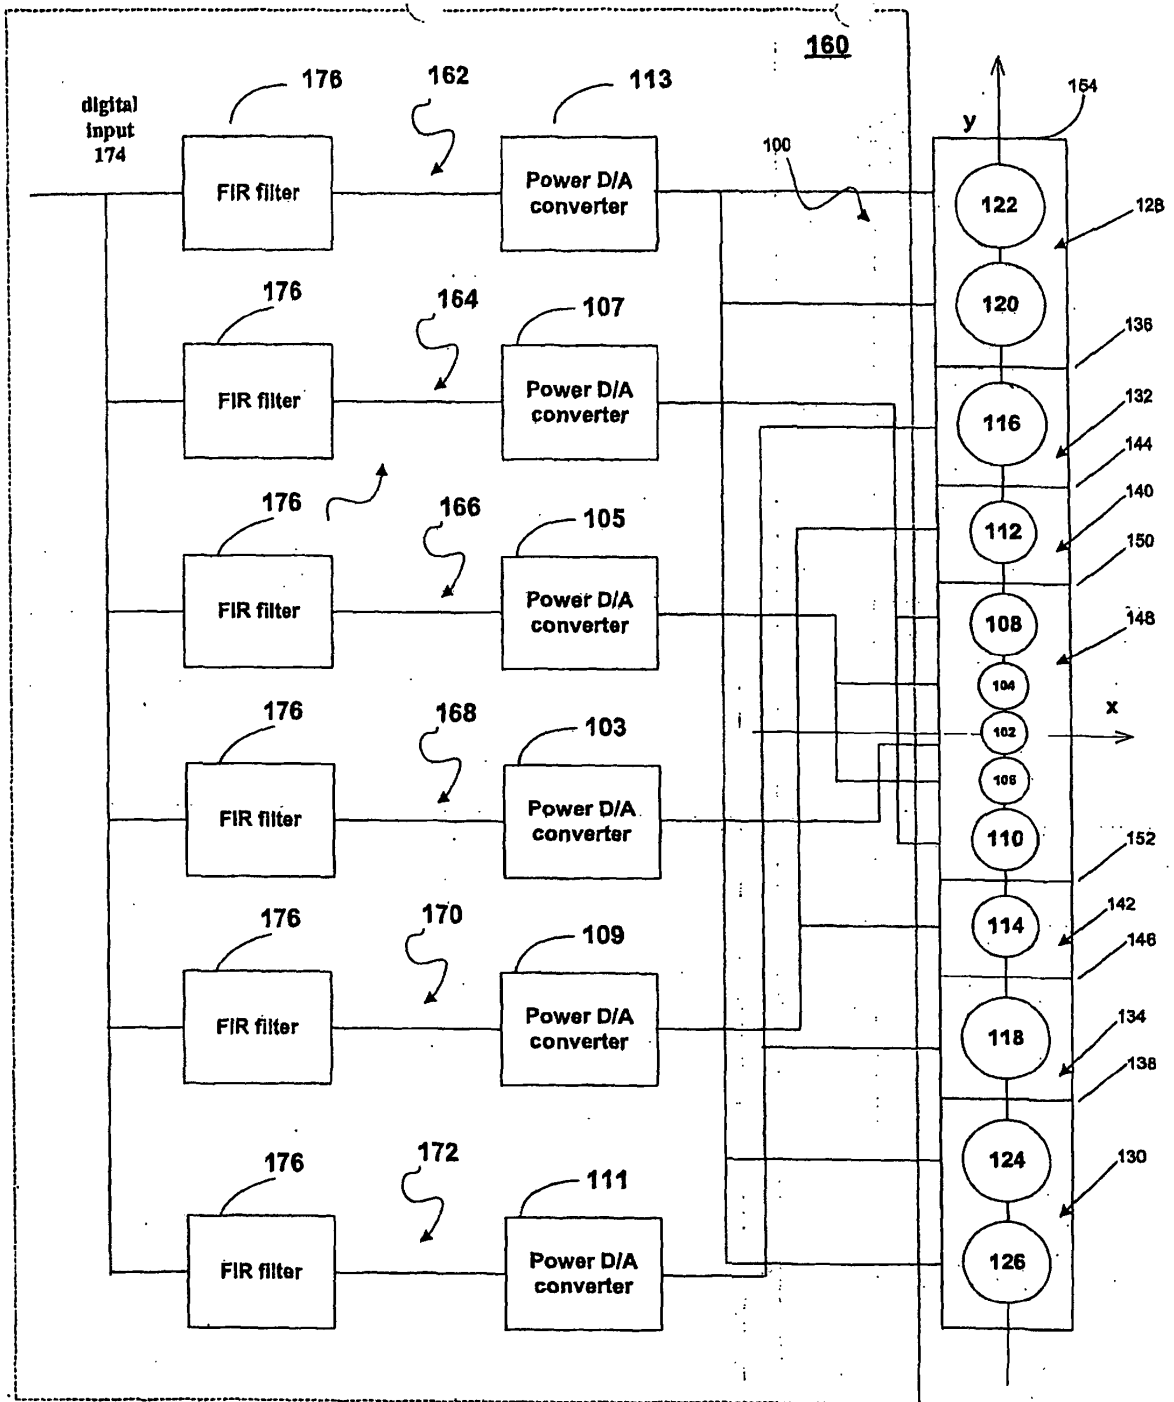 160
176
162
113
154
y
digital
input
174
100
FIR filter
Power D/A
converter
122
128
176
164
107
120
136
FIR filter
Power D/A
converter
116
132
144
176
166
105
140
112
150
FIR filter
Power D/A
converter
108
148
104
176
168
103
x
102
106
FIR filter
Power D/A
converter
110
152
176
170
109
114
142
146
FIR filter
Power D/A
converter
118
134
138
176
172
111
124
130
FIR filter
Power D/A
converter
126